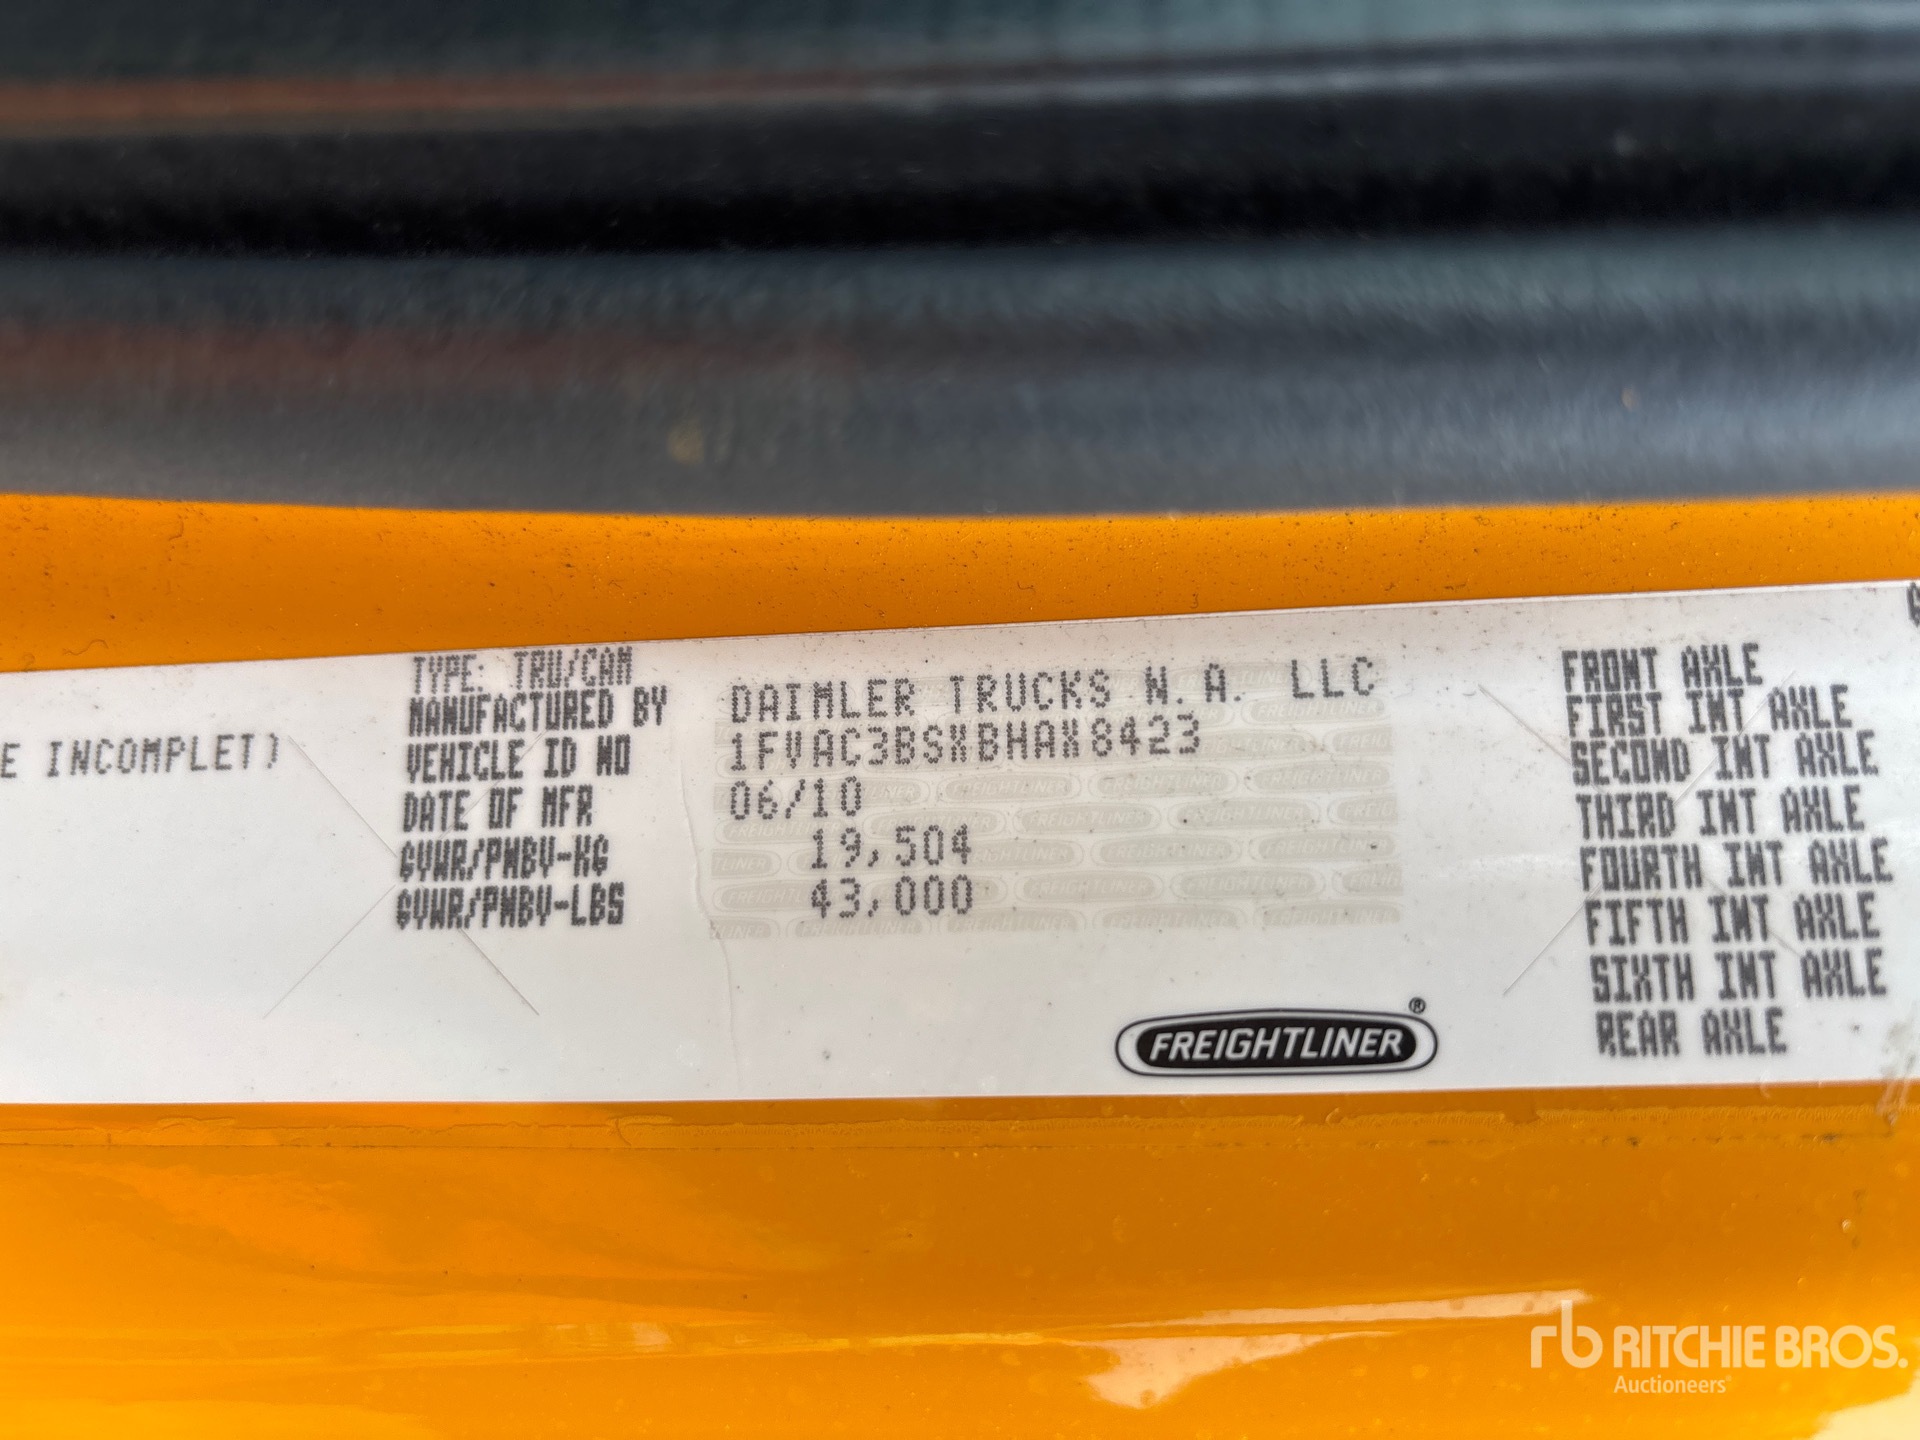 E INCOMPLET)
TYPE: TRU/CAM
MANUFACTURED BY DAIMLER TRUCKS N.A. LLC
VEHICLE ID NO 1FVAC3BSXBHAX8423
DATE OF MFR 06/10
GVWR/PNBV-KG 19,504
GVWR/PNBV-LBS 43,000
FREIGHTLINER®
FRONT AXLE
FIRST INT AXLE
SECOND INT AXLE
THIRD INT AXLE
FOURTH INT AXLE
FIFTH INT AXLE
SIXTH INT AXLE
REAR AXLE
rb RITCHIE BROS.
Auctioneers